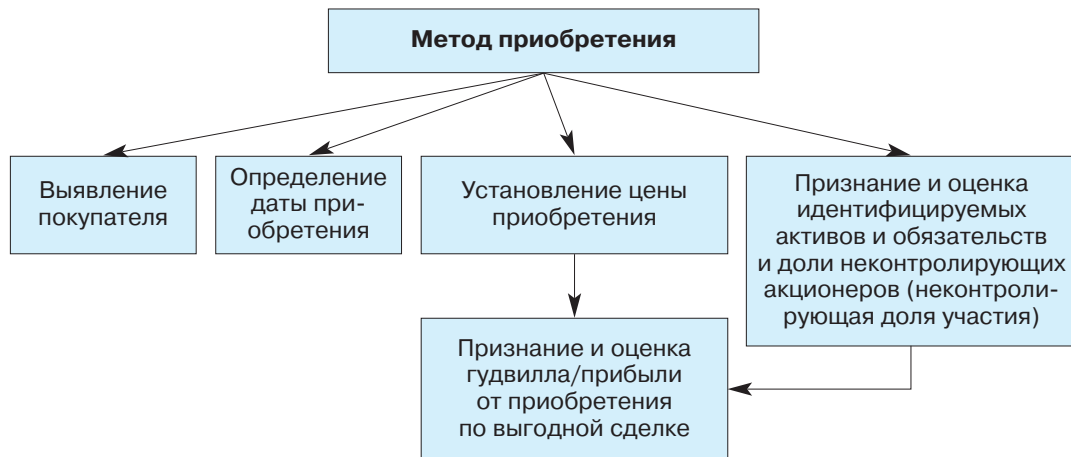 Метод приобретения
Выявление
покупателя
Определение
даты при-
обретения
Установление цены
приобретения
Признание и оценка
идентифицируемых
активов и обязательств
и доли неконтролирующих
акционеров (неконтроли-
рующая доля участия)
Признание и оценка
гудвилла/прибыли
от приобретения
по выгодной сделке